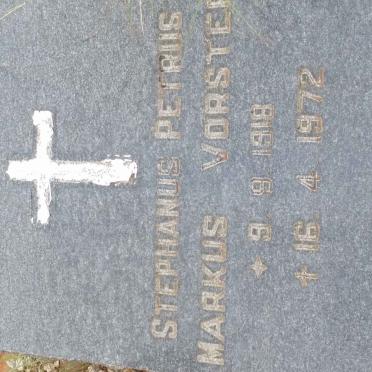 STEPHANUS PETRUS
MARKUS VORSTER
* 9. 9. 1918
+ 16. 4. 1972